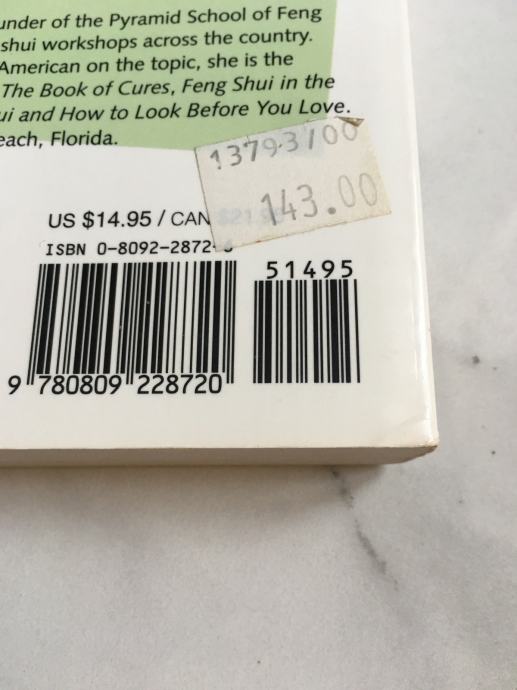 under of the Pyramid School of Feng
shui workshops across the country.
American on the topic, she is the
The Book of Cures, Feng Shui in the
ui and How to Look Before You Love.
each, Florida.
13793/00
143.00
US $14.95 / CAN
ISBN 0-8092-2872-
51495
9 780809 228720